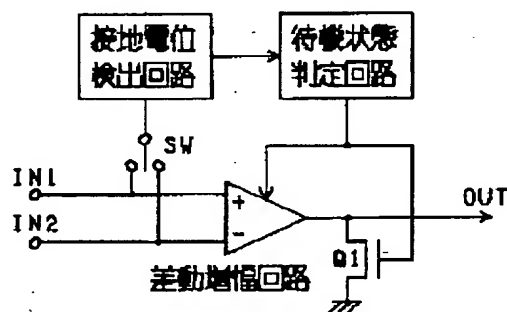 接地電位
検出回路
待機状態
判定回路
SW
IN1
IN2
+
-
OUT
Q1
差動増幅回路